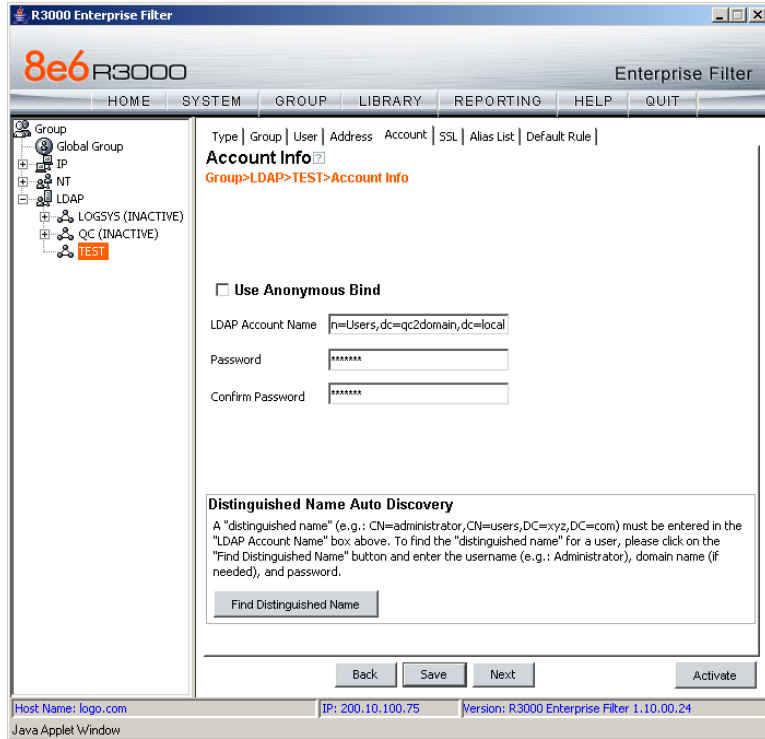 R3000 Enterprise Filter
8e6 R3000
Enterprise Filter
HOME SYSTEM GROUP LIBRARY REPORTING HELP QUIT
Group
Global Group
IP
NT
LDAP
LOGSYS (INACTIVE)
QC (INACTIVE)
TEST
Type | Group | User | Address Account | SSL | Alias List | Default Rule |
Account Info ?
Group>LDAP>TEST>Account Info
Use Anonymous Bind
LDAP Account Name n=Users,dc=qc2domain,dc=local
Password *******
Confirm Password *******
Distinguished Name Auto Discovery
A "distinguished name" (e.g.: CN=administrator,CN=users,DC=xyz,DC=com) must be entered in the
"LDAP Account Name" box above. To find the "distinguished name" for a user, please click on the
"Find Distinguished Name" button and enter the username (e.g.: Administrator), domain name (if
needed), and password.
Find Distinguished Name
Back Save Next Activate
Host Name: logo.com IP: 200.10.100.75 Version: R3000 Enterprise Filter 1.10.00.24
Java Applet Window